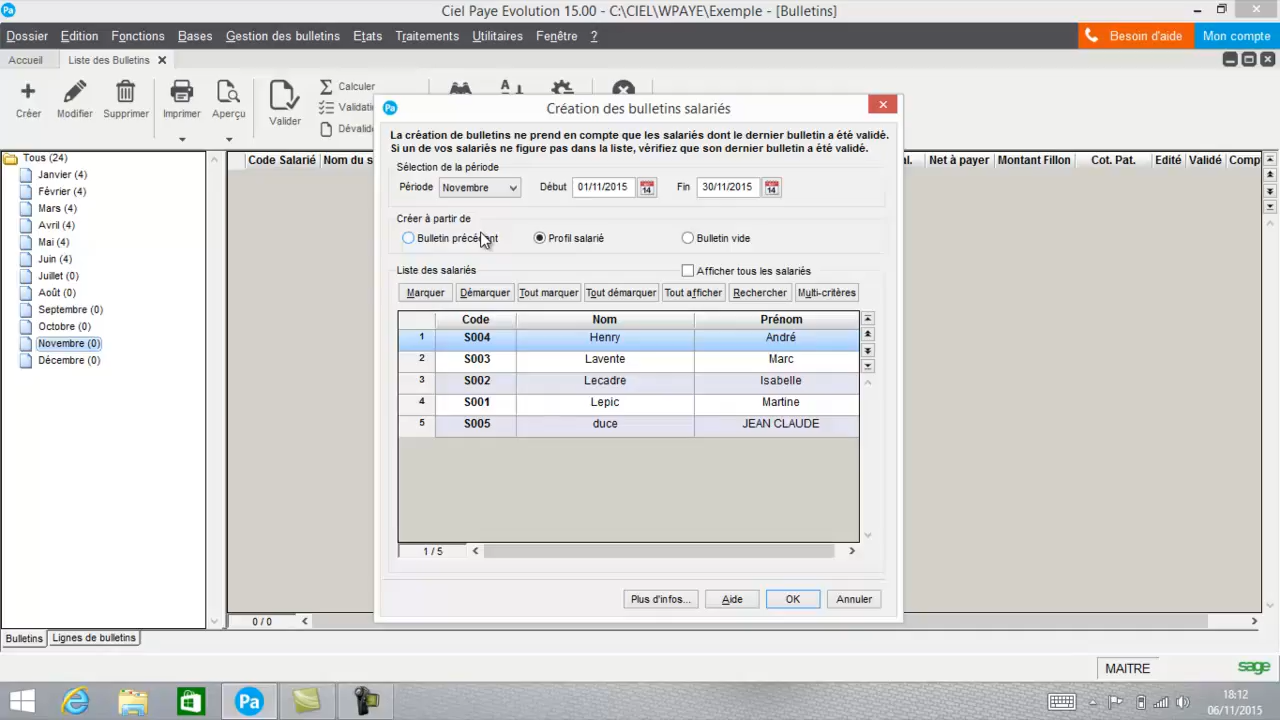 Ciel Paye Evolution 15.00 - C:\CIEL\WPAYE\Exemple - [Bulletins]
Dossier Edition Fonctions Bases Gestion des bulletins Etats Traitements Utilitaires Fenêtre ? Besoin d'aide Mon compte
Accueil Liste des Bulletins
Créer Modifier Supprimer Imprimer Aperçu Valider
Calculer
Validati
Dévalid
Tous (24)
Janvier (4)
Février (4)
Mars (4)
Avril (4)
Mai (4)
Juin (4)
Juillet (0)
Août (0)
Septembre (0)
Octobre (0)
Novembre (0)
Décembre (0)
Code Salarié Nom du s
Net à payer Montant Fillon Cot. Pat. Edité Validé Comp
Création des bulletins salariés
La création de bulletins ne prend en compte que les salariés dont le dernier bulletin a été validé.
Si un de vos salariés ne figure pas dans la liste, vérifiez que son dernier bulletin a été validé.
Sélection de la période
Période Novembre Début 01/11/2015 14 Fin 30/11/2015 14
Créer à partir de
Bulletin précédent Profil salarié Bulletin vide
Liste des salariés Afficher tous les salariés
Marquer Démarquer Tout marquer Tout démarquer Tout afficher Rechercher Multi-critères
Code Nom Prénom
1 S004 Henry André
2 S003 Lavente Marc
3 S002 Lecadre Isabelle
4 S001 Lepic Martine
5 S005 duce JEAN CLAUDE
1 / 5
Plus d'infos... Aide OK Annuler
0 / 0
Bulletins Lignes de bulletins
MAITRE sage
Pa
18:12
06/11/2015